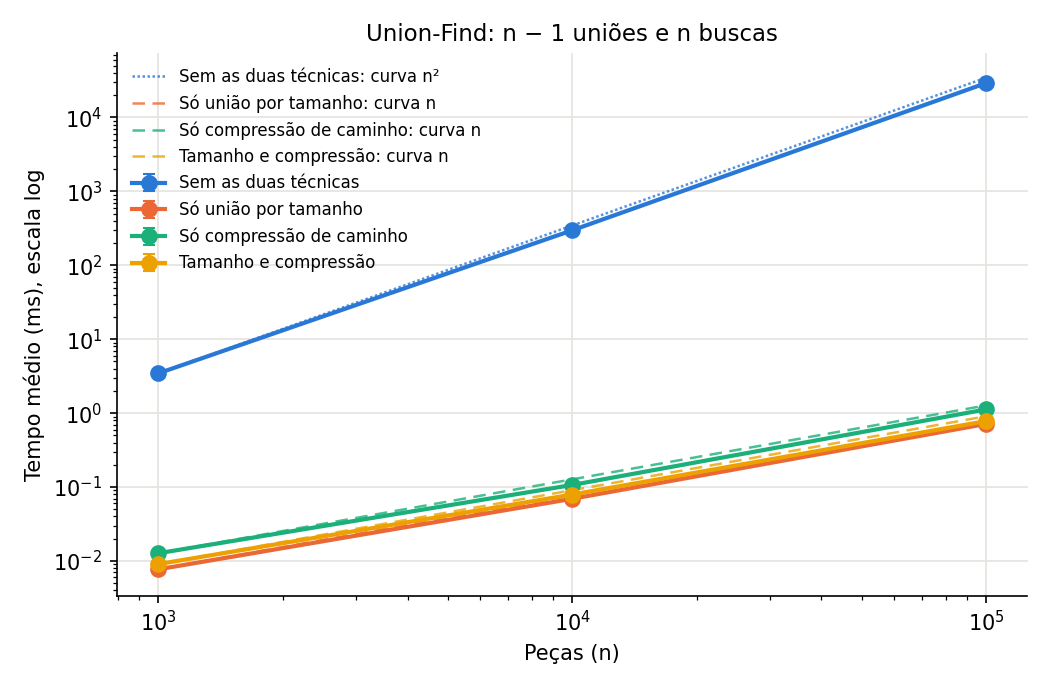 Union-Find: n − 1 uniões e n buscas
Sem as duas técnicas: curva n²
Só união por tamanho: curva n
Só compressão de caminho: curva n
Tamanho e compressão: curva n
Sem as duas técnicas
Só união por tamanho
Só compressão de caminho
Tamanho e compressão
Tempo médio (ms), escala log
10⁴
10³
10²
10¹
10⁰
10⁻¹
10⁻²
10³
10⁴
10⁵
Peças (n)